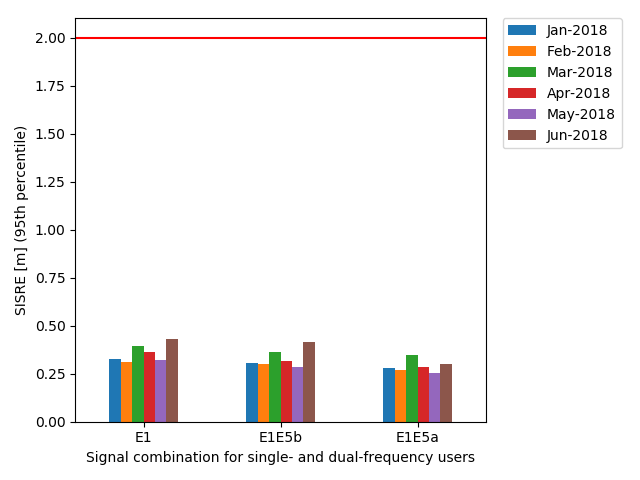 2.00
1.75
1.50
1.25
1.00
0.75
0.50
0.25
0.00
SISRE [m] (95th percentile)
E1
E1E5b
E1E5a
Signal combination for single- and dual-frequency users
Jan-2018
Feb-2018
Mar-2018
Apr-2018
May-2018
Jun-2018